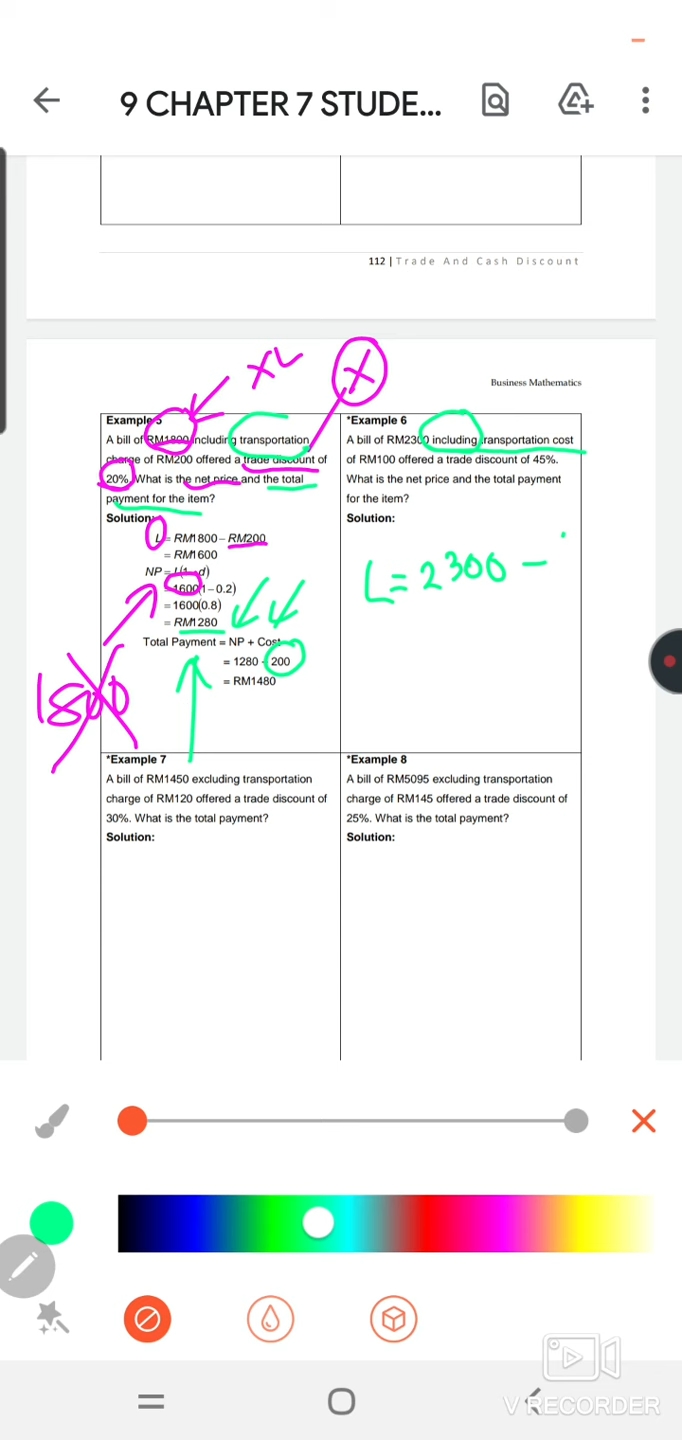 9 CHAPTER 7 STUDE...
112 | Trade And Cash Discount
Business Mathematics
x2
X
Example 5
A bill of RM1800 including transportation
charge of RM200 offered a trade discount of
20%. What is the net price and the total
payment for the item?
Solution:
L = RM1800 – RM200
= RM1600
NP = L(1 – d)
= 1600(1 – 0.2)
= 1600(0.8)
= RM1280
Total Payment = NP + Cost
= 1280 + 200
= RM1480
1800
*Example 6
A bill of RM2300 including transportation cost
of RM100 offered a trade discount of 45%.
What is the net price and the total payment
for the item?
Solution:
L = 2300 –
*Example 7
A bill of RM1450 excluding transportation
charge of RM120 offered a trade discount of
30%. What is the total payment?
Solution:
*Example 8
A bill of RM5095 excluding transportation
charge of RM145 offered a trade discount of
25%. What is the total payment?
Solution:
V RECORDER